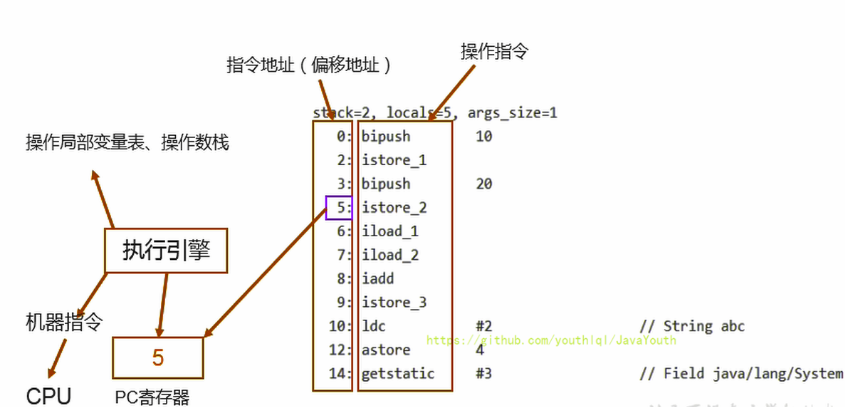 指令地址（偏移地址）
操作指令
stack=2, locals=5, args_size=1
操作局部变量表、操作数栈
0: bipush 10
2: istore_1
3: bipush 20
5: istore_2
6: iload_1
7: iload_2
8: iadd
9: istore_3
10: ldc #2 // String abc
12: astore 4
14: getstatic #3 // Field java/lang/System
执行引擎
机器指令
5
CPU
PC寄存器
https://github.com/youthlql/JavaYouth